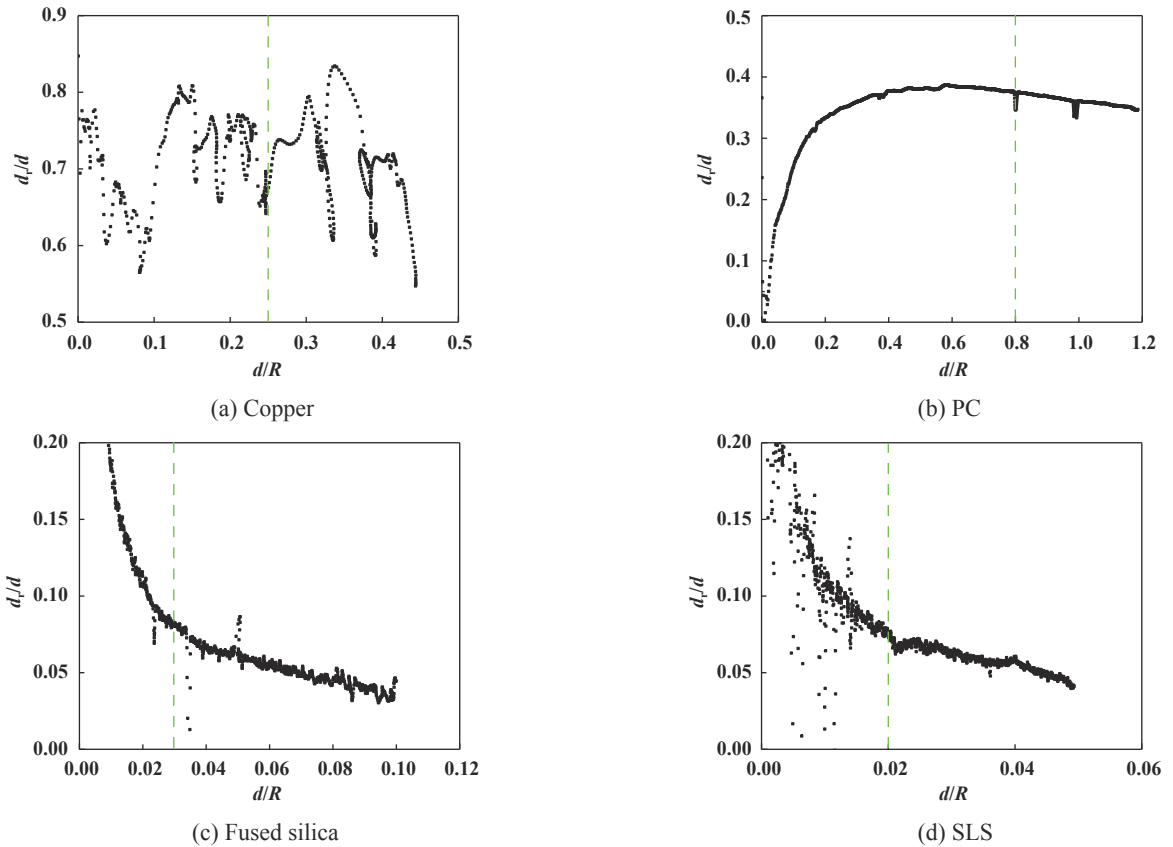 0.9
0.8
0.7
0.6
0.5
dᵣ/d
0.0 0.1 0.2 0.3 0.4 0.5
d/R
(a) Copper
0.5
0.4
0.3
0.2
0.1
0.0
dᵣ/d
0.0 0.2 0.4 0.6 0.8 1.0 1.2
d/R
(b) PC
0.20
0.15
0.10
0.05
0.00
dᵣ/d
0.00 0.02 0.04 0.06 0.08 0.10 0.12
d/R
(c) Fused silica
0.20
0.15
0.10
0.05
0.00
dᵣ/d
0.00 0.02 0.04 0.06
d/R
(d) SLS